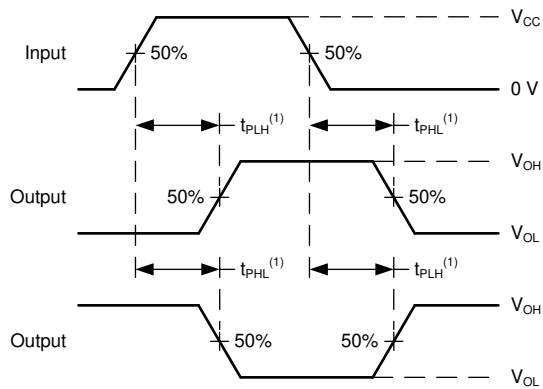 V_CC
Input 50% 50%
0 V
t_PLH^(1) t_PHL^(1)
V_OH
Output 50% 50%
V_OL
t_PHL^(1) t_PLH^(1)
V_OH
Output 50% 50%
V_OL